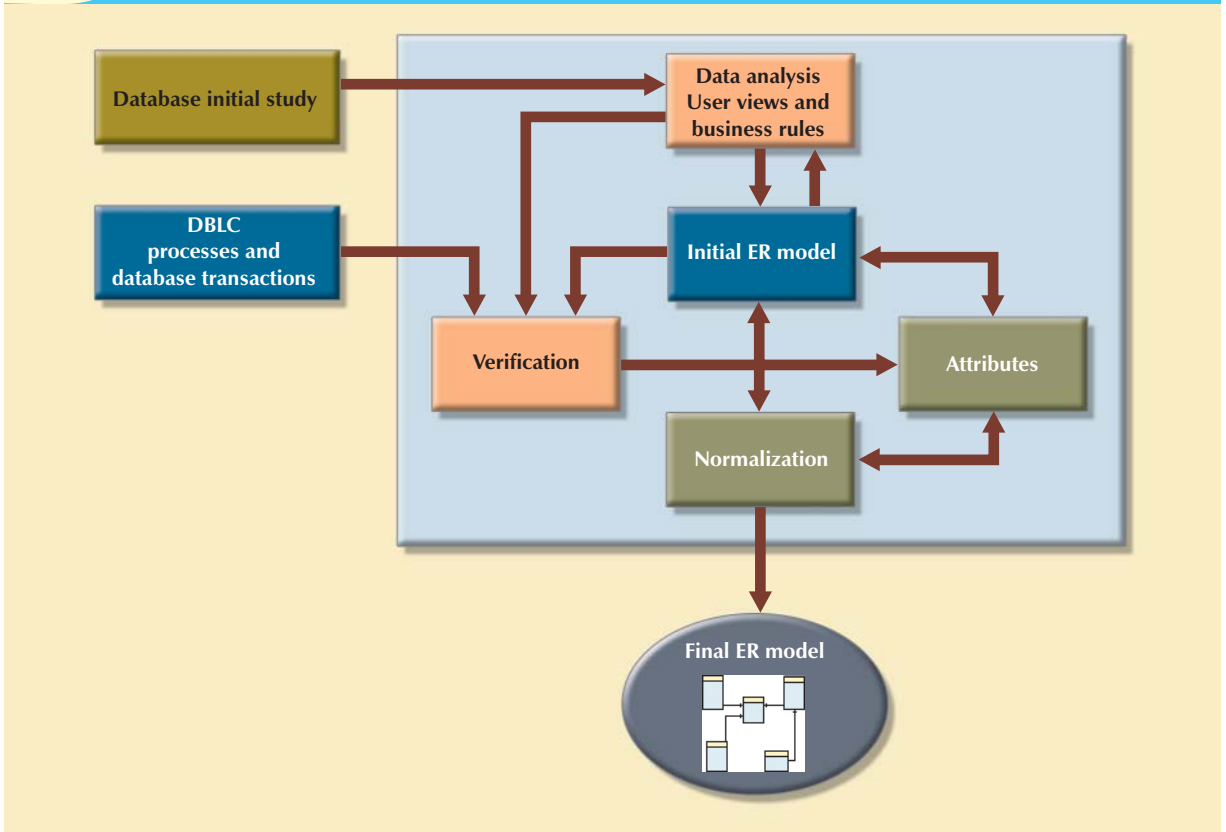 Database initial study
Data analysis
User views and
business rules
DBLC
processes and
database transactions
Initial ER model
Verification
Attributes
Normalization
Final ER model